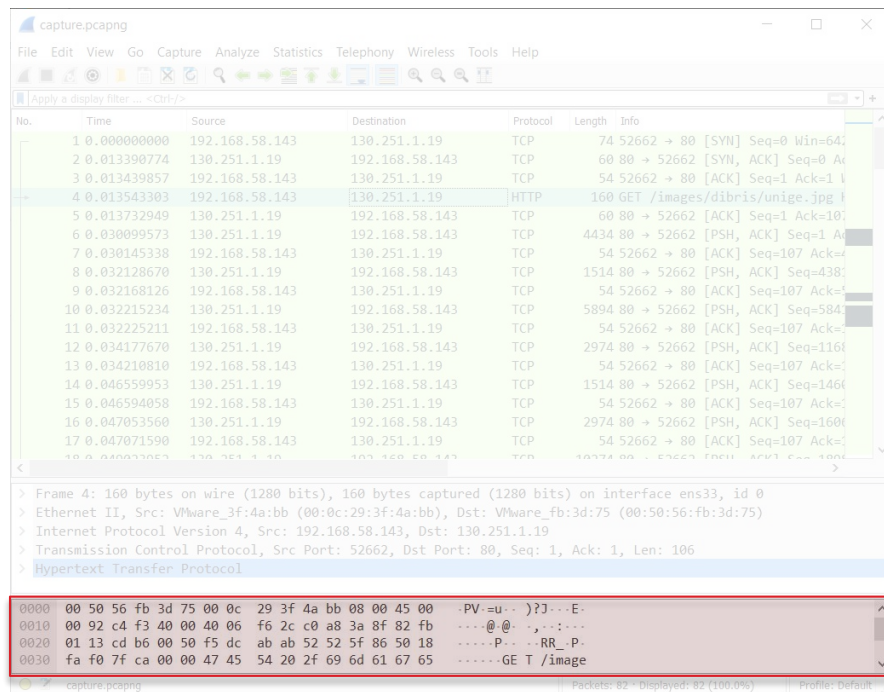 capture.pcapng
File Edit View Go Capture Analyze Statistics Telephony Wireless Tools Help
Apply a display filter ... <Ctrl-/>
No. Time Source Destination Protocol Length Info
1 0.000000000 192.168.58.143 130.251.1.19 TCP 74 52662 → 80 [SYN] Seq=0 Win=642
2 0.013390774 130.251.1.19 192.168.58.143 TCP 60 80 → 52662 [SYN, ACK] Seq=0 Ac
3 0.013439857 192.168.58.143 130.251.1.19 TCP 54 52662 → 80 [ACK] Seq=1 Ack=1 W
4 0.013543303 192.168.58.143 130.251.1.19 HTTP 160 GET /images/dibris/unige.jpg H
5 0.013732949 130.251.1.19 192.168.58.143 TCP 60 80 → 52662 [ACK] Seq=1 Ack=107
6 0.030099573 130.251.1.19 192.168.58.143 TCP 4434 80 → 52662 [PSH, ACK] Seq=1 Ac
7 0.030145338 192.168.58.143 130.251.1.19 TCP 54 52662 → 80 [ACK] Seq=107 Ack=4
8 0.032128670 130.251.1.19 192.168.58.143 TCP 1514 80 → 52662 [PSH, ACK] Seq=4381
9 0.032168126 192.168.58.143 130.251.1.19 TCP 54 52662 → 80 [ACK] Seq=107 Ack=5
10 0.032215234 130.251.1.19 192.168.58.143 TCP 5894 80 → 52662 [PSH, ACK] Seq=584
11 0.032225211 192.168.58.143 130.251.1.19 TCP 54 52662 → 80 [ACK] Seq=107 Ack=1
12 0.034177670 130.251.1.19 192.168.58.143 TCP 2974 80 → 52662 [PSH, ACK] Seq=1168
13 0.034210810 192.168.58.143 130.251.1.19 TCP 54 52662 → 80 [ACK] Seq=107 Ack=1
14 0.046559953 130.251.1.19 192.168.58.143 TCP 1514 80 → 52662 [PSH, ACK] Seq=1460
15 0.046594058 192.168.58.143 130.251.1.19 TCP 54 52662 → 80 [ACK] Seq=107 Ack=1
16 0.047053560 130.251.1.19 192.168.58.143 TCP 2974 80 → 52662 [PSH, ACK] Seq=1606
17 0.047071590 192.168.58.143 130.251.1.19 TCP 54 52662 → 80 [ACK] Seq=107 Ack=1
> Frame 4: 160 bytes on wire (1280 bits), 160 bytes captured (1280 bits) on interface ens33, id 0
> Ethernet II, Src: VMware_3f:4a:bb (00:0c:29:3f:4a:bb), Dst: VMware_fb:3d:75 (00:50:56:fb:3d:75)
> Internet Protocol Version 4, Src: 192.168.58.143, Dst: 130.251.1.19
> Transmission Control Protocol, Src Port: 52662, Dst Port: 80, Seq: 1, Ack: 1, Len: 106
> Hypertext Transfer Protocol
0000 00 50 56 fb 3d 75 00 0c 29 3f 4a bb 08 00 45 00 ·PV·=u·· )?J···E·
0010 00 92 c4 f3 40 00 40 06 f6 2c c0 a8 3a 8f 82 fb ····@·@· ·,··:···
0020 01 13 cd b6 00 50 f5 dc ab ab 52 52 5f 86 50 18 ·····P·· ··RR_·P·
0030 fa f0 7f ca 00 00 47 45 54 20 2f 69 6d 61 67 65 ······GE T /image
capture.pcapng Packets: 82 · Displayed: 82 (100.0%) Profile: Default